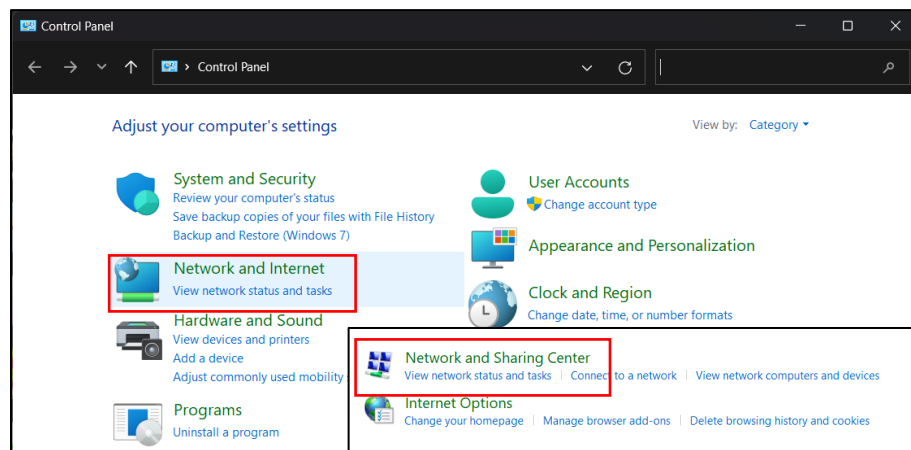 Control Panel
Control Panel
Adjust your computer's settings
View by: Category
System and Security
Review your computer's status
Save backup copies of your files with File History
Backup and Restore (Windows 7)
Network and Internet
View network status and tasks
Hardware and Sound
View devices and printers
Add a device
Adjust commonly used mobility
Programs
Uninstall a program
User Accounts
Change account type
Appearance and Personalization
Clock and Region
Change date, time, or number formats
Network and Sharing Center
View network status and tasks Connect to a network View network computers and devices
Internet Options
Change your homepage Manage browser add-ons Delete browsing history and cookies